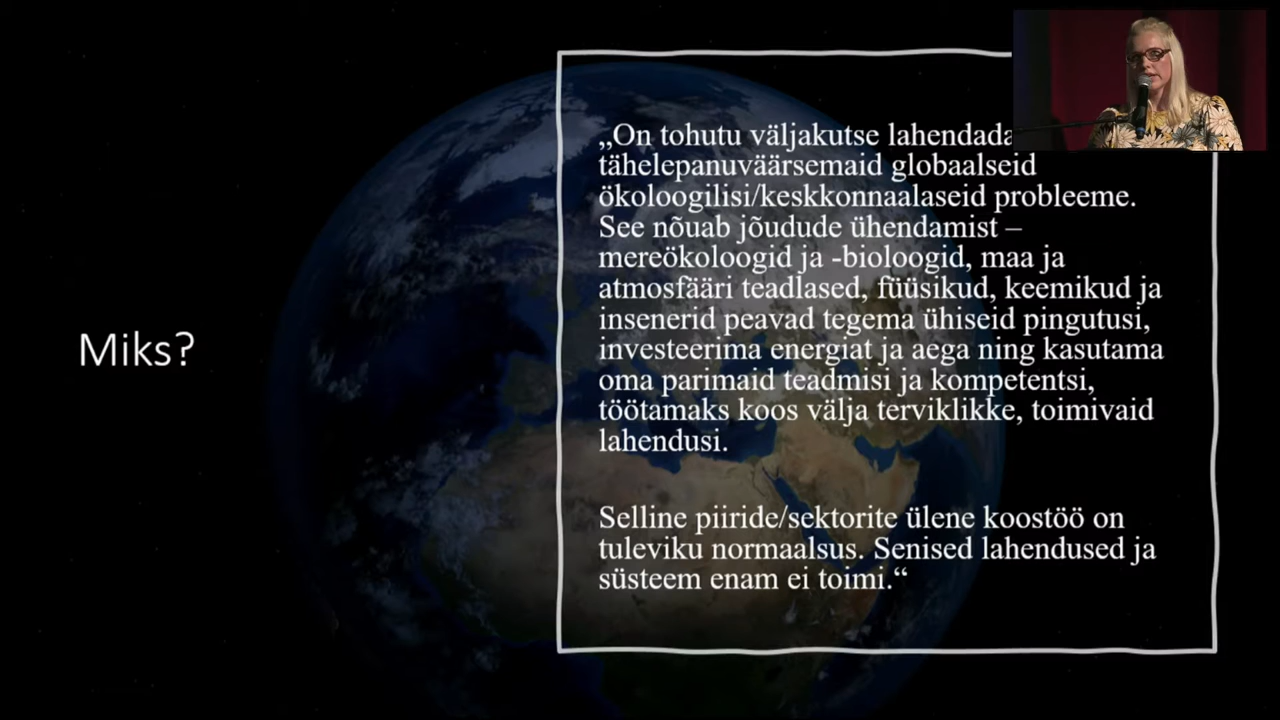 Miks?
„On tohutu väljakutse lahendada
tähelepanuväärsemaid globaalseid
ökoloogilisi/keskkonnaalaseid probleeme.
See nõuab jõudude ühendamist –
mereökoloogid ja -bioloogid, maa ja
atmosfääri teadlased, füüsikud, keemikud ja
insenerid peavad tegema ühiseid pingutusi,
investeerima energiat ja aega ning kasutama
oma parimaid teadmisi ja kompetentsi,
töötamaks koos välja terviklikke, toimivaid
lahendusi.
Selline piiride/sektorite ülene koostöö on
tuleviku normaalsus. Senised lahendused ja
süsteem enam ei toimi.“